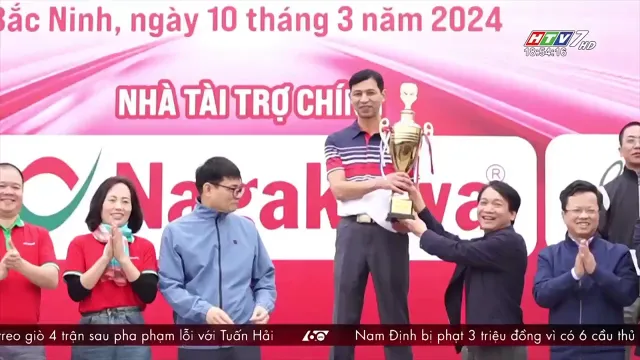 Bắc Ninh, ngày 10 tháng 3 năm 2024
HTV7 HD
18:54:16
NHÀ TÀI TRỢ CHÍ
Nagakawa
®
treo giò 4 trận sau pha phạm lỗi với Tuấn Hải
60
Nam Định bị phạt 3 triệu đồng vì có 6 cầu thủ